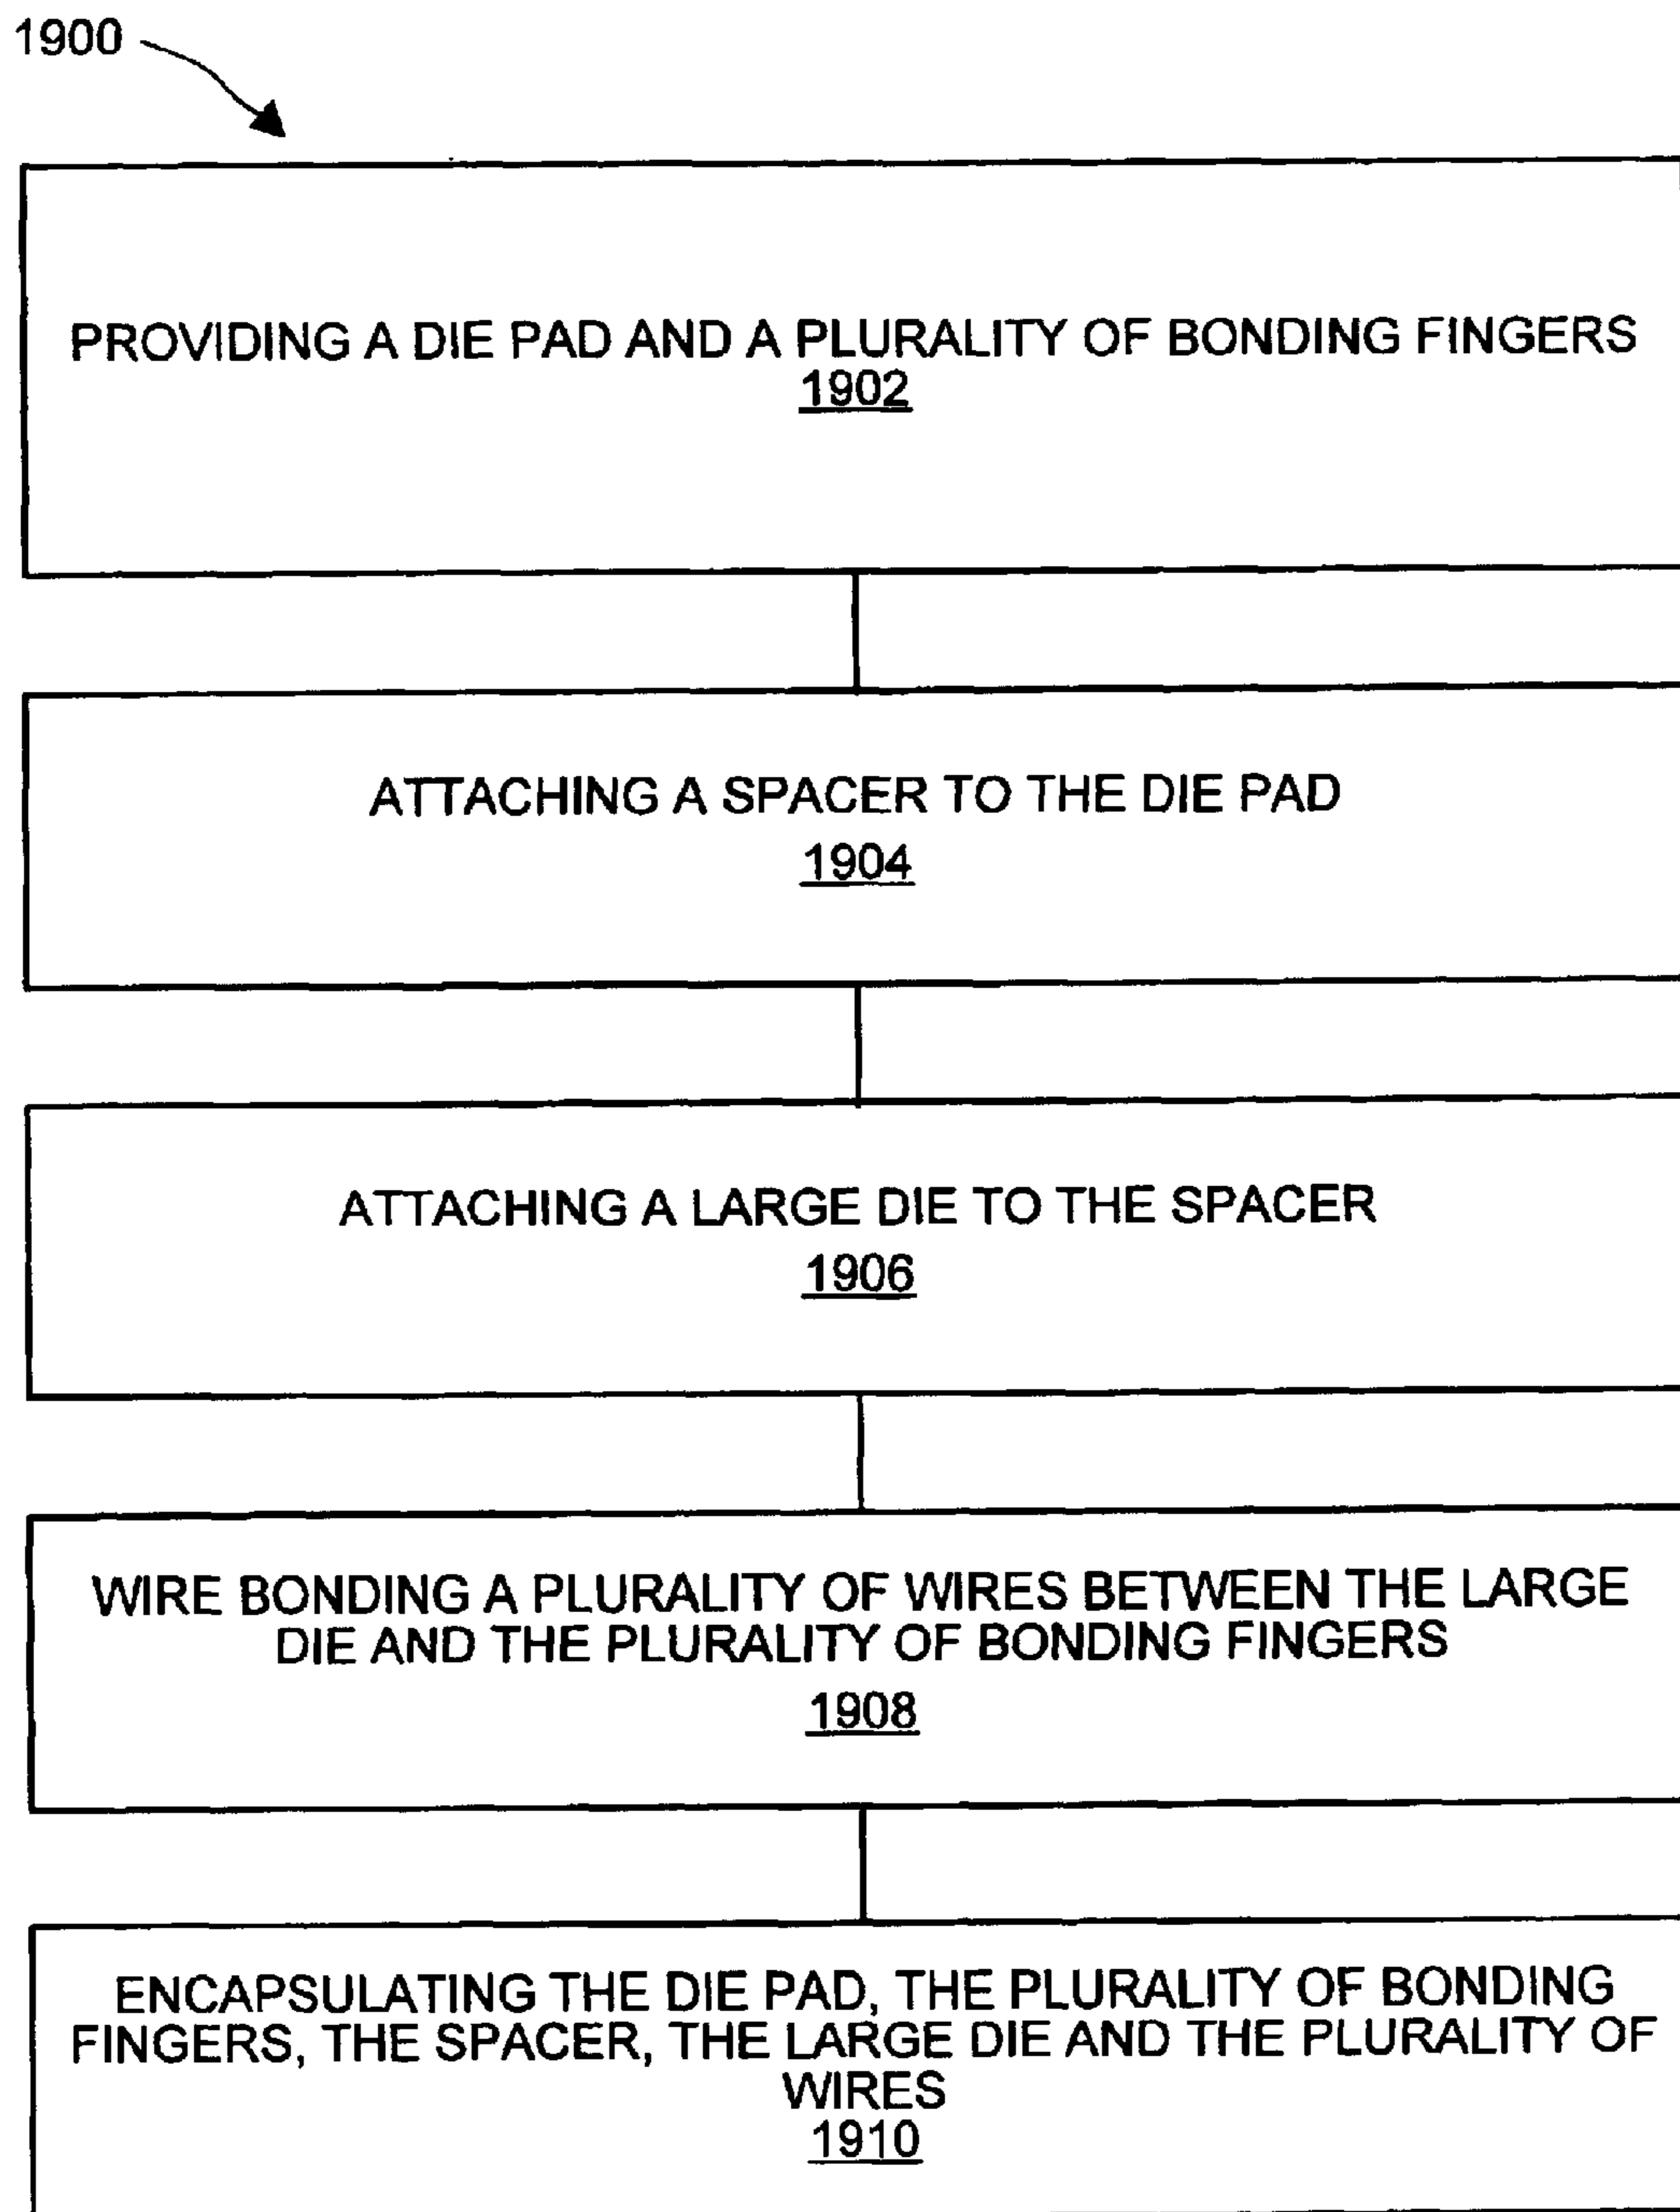 1900
PROVIDING A DIE PAD AND A PLURALITY OF BONDING FINGERS
1902
ATTACHING A SPACER TO THE DIE PAD
1904
ATTACHING A LARGE DIE TO THE SPACER
1906
WIRE BONDING A PLURALITY OF WIRES BETWEEN THE LARGE
DIE AND THE PLURALITY OF BONDING FINGERS
1908
ENCAPSULATING THE DIE PAD, THE PLURALITY OF BONDING
FINGERS, THE SPACER, THE LARGE DIE AND THE PLURALITY OF
WIRES
1910